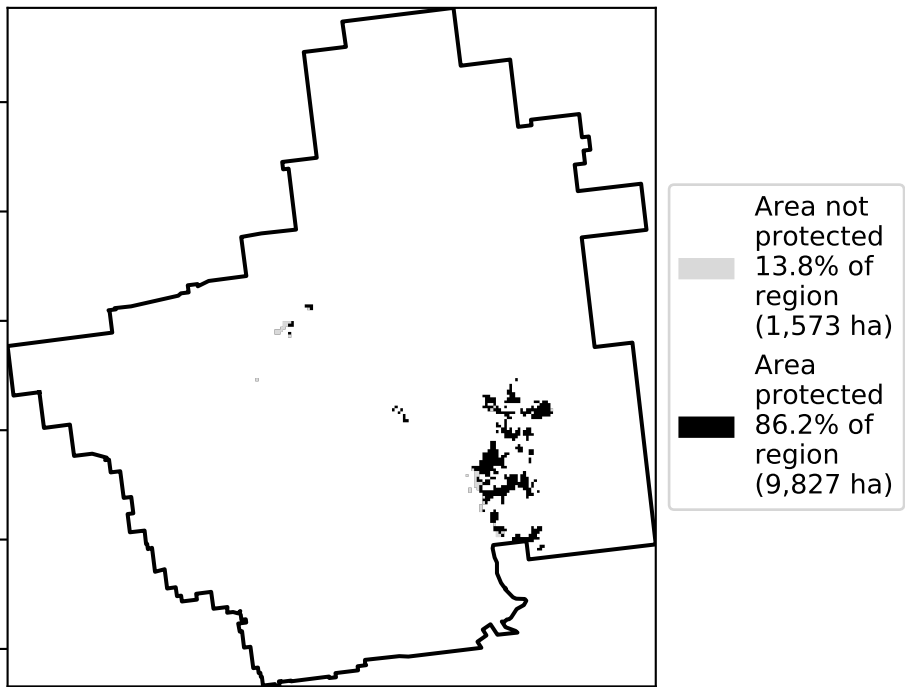 Area not
protected
13.8% of
region
(1,573 ha)
Area
protected
86.2% of
region
(9,827 ha)